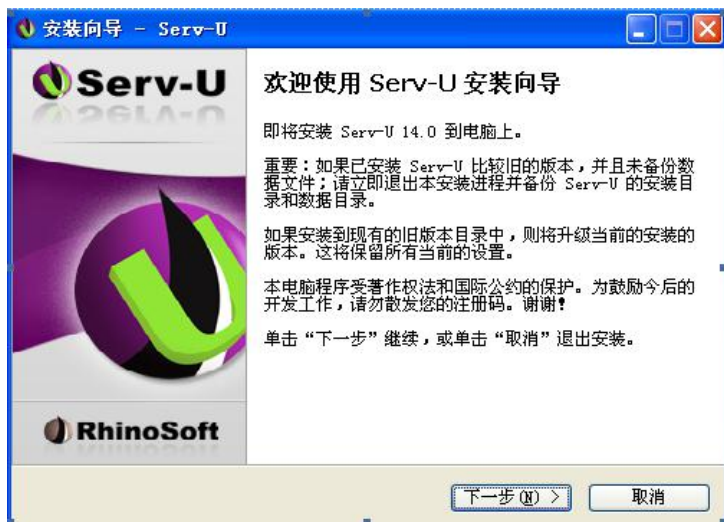 安装向导 - Serv-U
Serv-U
欢迎使用 Serv-U 安装向导
即将安装 Serv-U 14.0 到电脑上。
重要：如果已安装 Serv-U 比较旧的版本，并且未备份数
据文件；请立即退出本安装进程并备份 Serv-U 的安装目
录和数据目录。
如果安装到现有的旧版本目录中，则将升级当前的安装的
版本。这将保留所有当前的设置。
本电脑程序受著作权法和国际公约的保护。为鼓励今后的
开发工作，请勿散发您的注册码。谢谢！
单击“下一步”继续，或单击“取消”退出安装。
RhinoSoft
下一步(N) >
取消